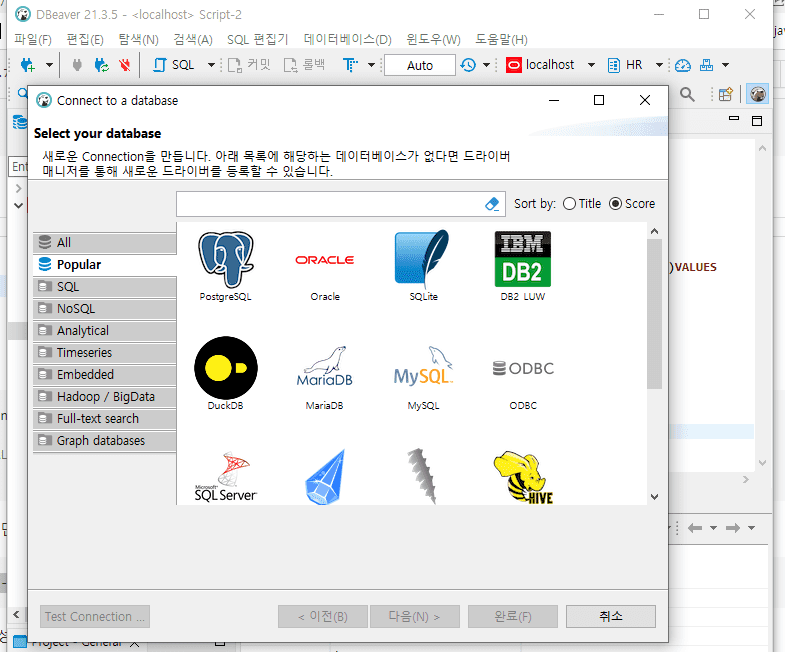 DBeaver 21.3.5 - <localhost> Script-2
파일(F) 편집(E) 탐색(N) 검색(A) SQL 편집기 데이터베이스(D) 윈도우(W) 도움말(H)
SQL 커밋 롤백 Auto localhost HR
Connect to a database
Select your database
새로운 Connection을 만듭니다. 아래 목록에 해당하는 데이터베이스가 없다면 드라이버
매니저를 통해 새로운 드라이버를 등록할 수 있습니다.
Ent
Sort by: Title Score
All
Popular
SQL
NoSQL
Analytical
Timeseries
Embedded
Hadoop / BigData
Full-text search
Graph databases
ORACLE
IBM
DB2
PostgreSQL Oracle SQLite DB2 LUW
)VALUES
MariaDB MySQL ODBC
DuckDB MariaDB MySQL ODBC
Microsoft
SQL Server
HIVE
Test Connection ... < 이전(B) 다음(N) > 완료(F) 취소
Project - General